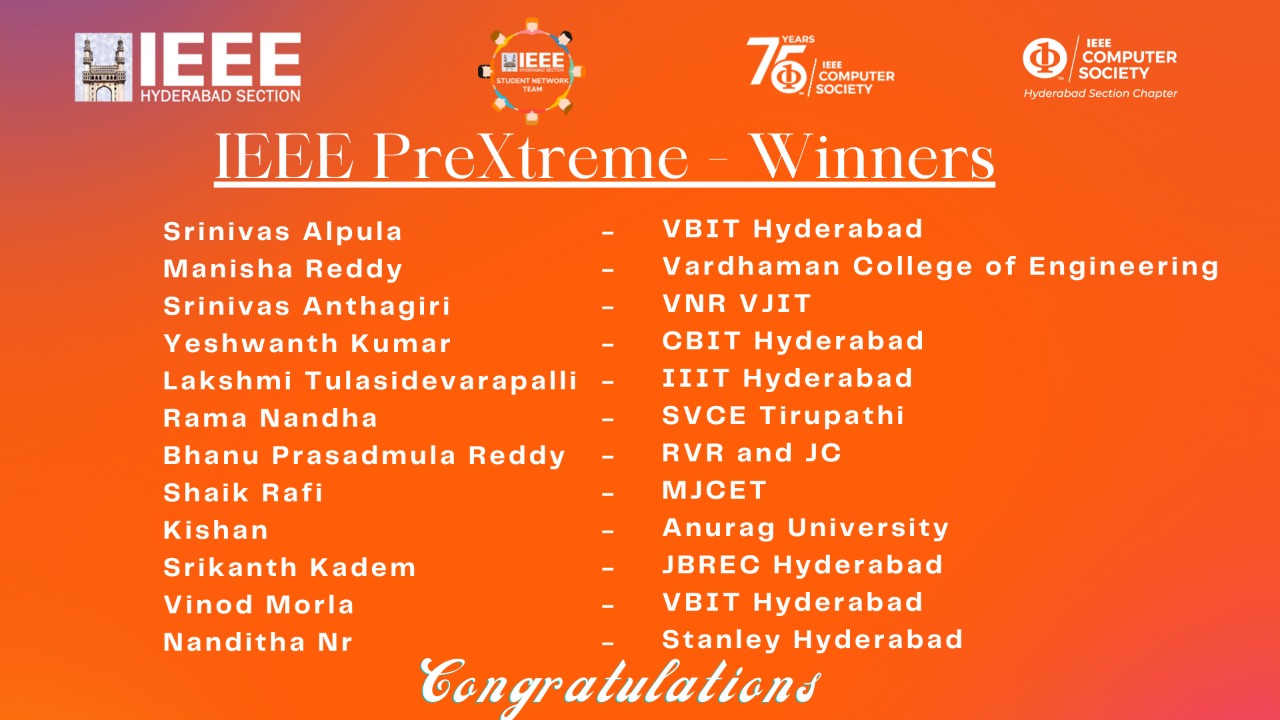 IEEE
HYDERABAD SECTION
IEEE
HYDERABAD SECTION
STUDENT NETWORK
TEAM
75 YEARS
IEEE
COMPUTER
SOCIETY
IEEE
COMPUTER
SOCIETY
Hyderabad Section Chapter
IEEE PreXtreme - Winners
Srinivas Alpula - VBIT Hyderabad
Manisha Reddy - Vardhaman College of Engineering
Srinivas Anthagiri - VNR VJIT
Yeshwanth Kumar - CBIT Hyderabad
Lakshmi Tulasidevarapalli - IIIT Hyderabad
Rama Nandha - SVCE Tirupathi
Bhanu Prasadmula Reddy - RVR and JC
Shaik Rafi - MJCET
Kishan - Anurag University
Srikanth Kadem - JBREC Hyderabad
Vinod Morla - VBIT Hyderabad
Nanditha Nr - Stanley Hyderabad
Congratulations